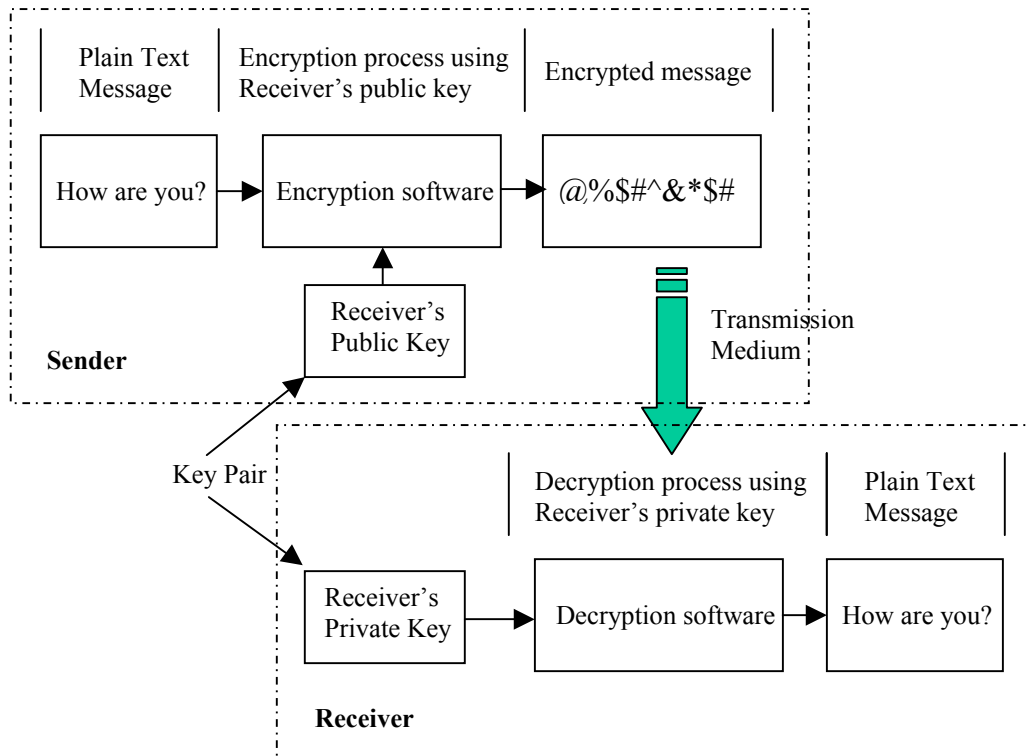 Plain Text
Message
Encryption process using
Receiver’s public key
Encrypted message
How are you?
Encryption software
@%$#^&*$#
Receiver’s
Public Key
Transmission
Medium
Sender
Key Pair
Decryption process using
Receiver’s private key
Plain Text
Message
Receiver’s
Private Key
Decryption software
How are you?
Receiver